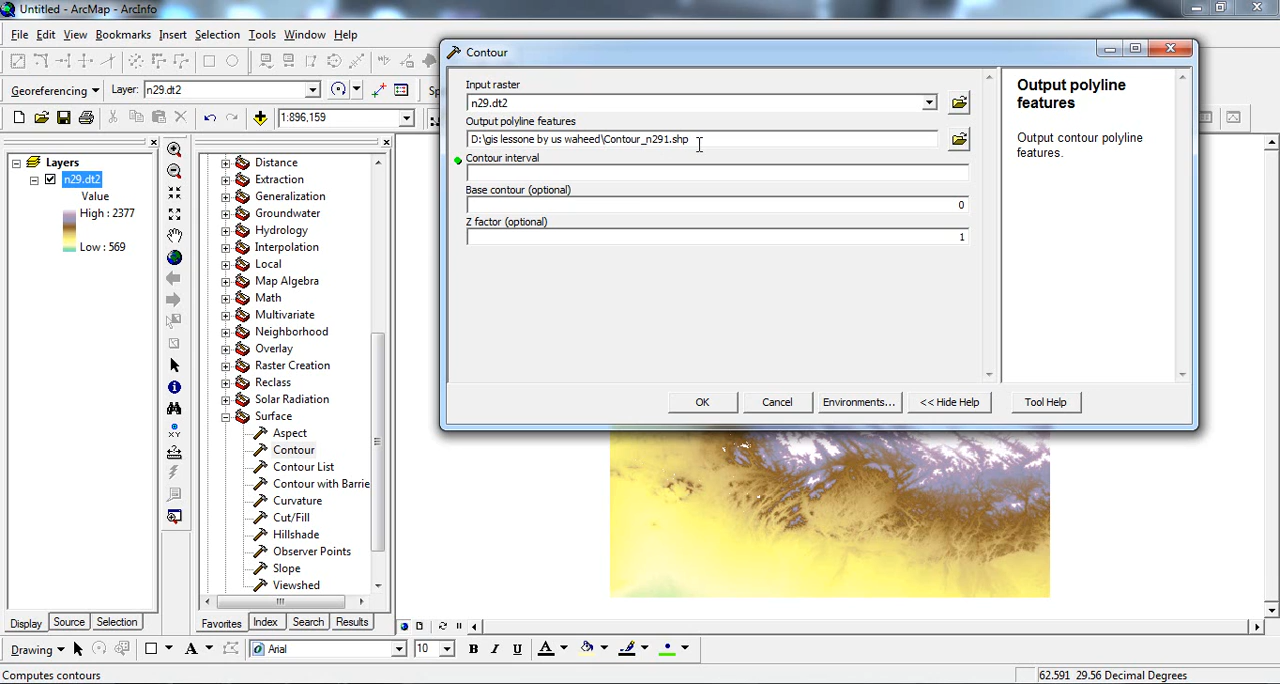 Untitled - ArcMap - ArcInfo
File Edit View Bookmarks Insert Selection Tools Window Help
Georeferencing Layer: n29.dt2
1:896,159
Layers
n29.dt2
Value
High : 2377
Low : 569
Display Source Selection
Distance
Extraction
Generalization
Groundwater
Hydrology
Interpolation
Local
Map Algebra
Math
Multivariate
Neighborhood
Overlay
Raster Creation
Reclass
Solar Radiation
Surface
Aspect
Contour
Contour List
Contour with Barrie
Curvature
Cut/Fill
Hillshade
Observer Points
Slope
Viewshed
Favorites Index Search Results
Contour
Input raster
n29.dt2
Output polyline features
D:\gis lessone by us waheed\Contour_n291.shp
Contour interval
Base contour (optional)
0
Z factor (optional)
1
OK Cancel Environments... << Hide Help Tool Help
Output polyline
features
Output contour polyline
features.
Drawing A Arial 10 B I U A
Computes contours
62.591 29.56 Decimal Degrees